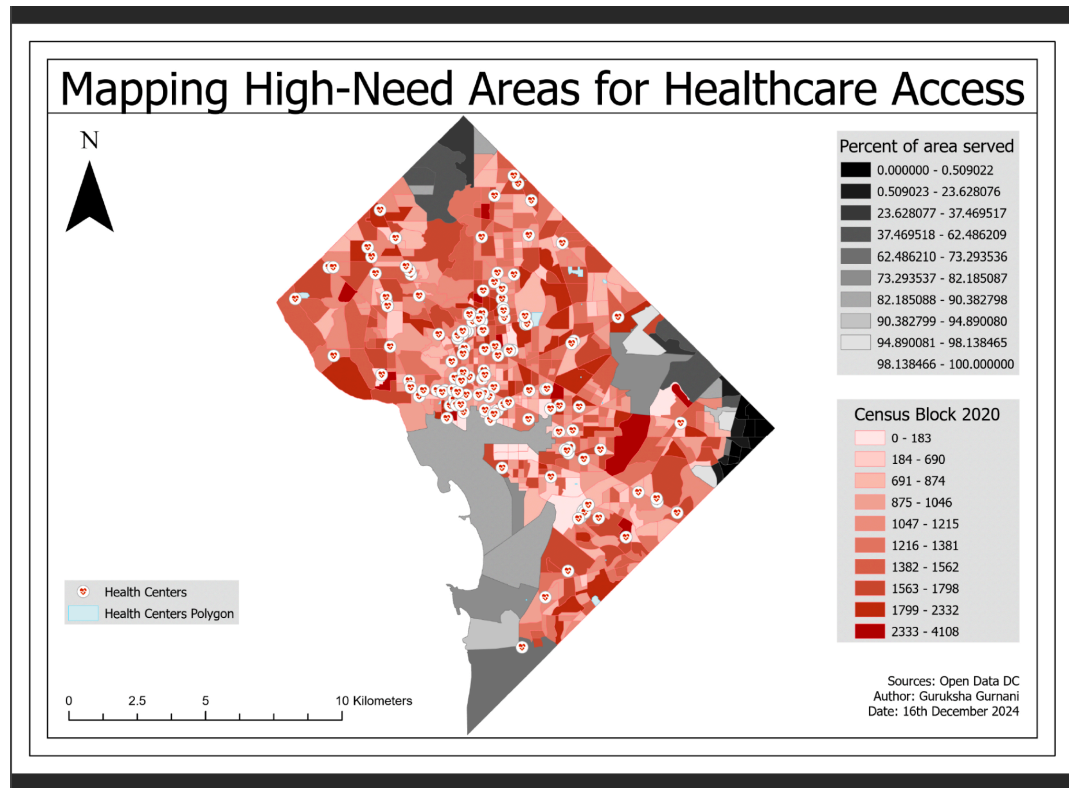 Mapping High-Need Areas for Healthcare Access
N
Percent of area served
0.000000 - 0.509022
0.509023 - 23.628076
23.628077 - 37.469517
37.469518 - 62.486209
62.486210 - 73.293536
73.293537 - 82.185087
82.185088 - 90.382798
90.382799 - 94.890080
94.890081 - 98.138465
98.138466 - 100.000000
Census Block 2020
0 - 183
184 - 690
691 - 874
875 - 1046
1047 - 1215
1216 - 1381
1382 - 1562
1563 - 1798
1799 - 2332
2333 - 4108
Health Centers
Health Centers Polygon
0 2.5 5 10 Kilometers
Sources: Open Data DC
Author: Guruksha Gurnani
Date: 16th December 2024